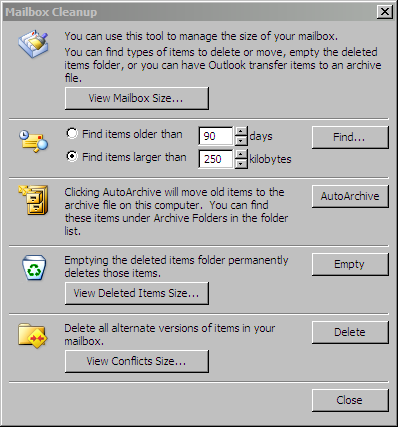 Mailbox Cleanup
You can use this tool to manage the size of your mailbox.
You can find types of items to delete or move, empty the deleted
items folder, or you can have Outlook transfer items to an archive
file.
View Mailbox Size...
Find items older than 90 days Find...
Find items larger than 250 kilobytes
Clicking AutoArchive will move old items to the AutoArchive
archive file on this computer. You can find
these items under Archive Folders in the folder
list.
Emptying the deleted items folder permanently Empty
deletes those items.
View Deleted Items Size...
Delete all alternate versions of items in your Delete
mailbox.
View Conflicts Size...
Close